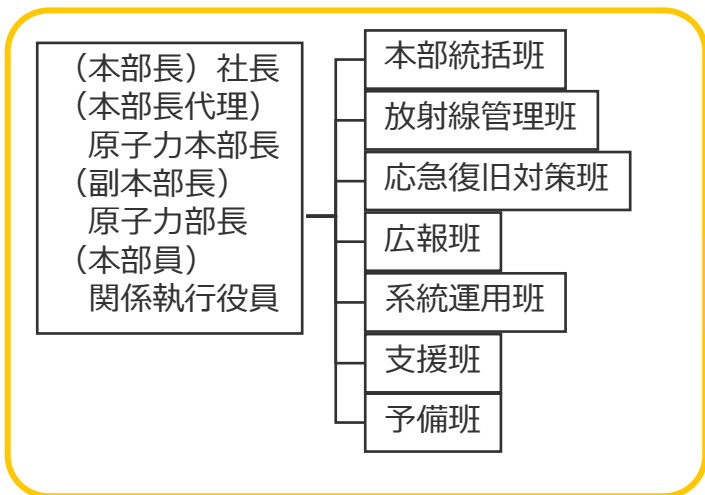 （本部長）社長
（本部長代理）
原子力本部長
（副本部長）
原子力部長
（本部員）
関係執行役員
本部統括班
放射線管理班
応急復旧対策班
広報班
系統運用班
支援班
予備班